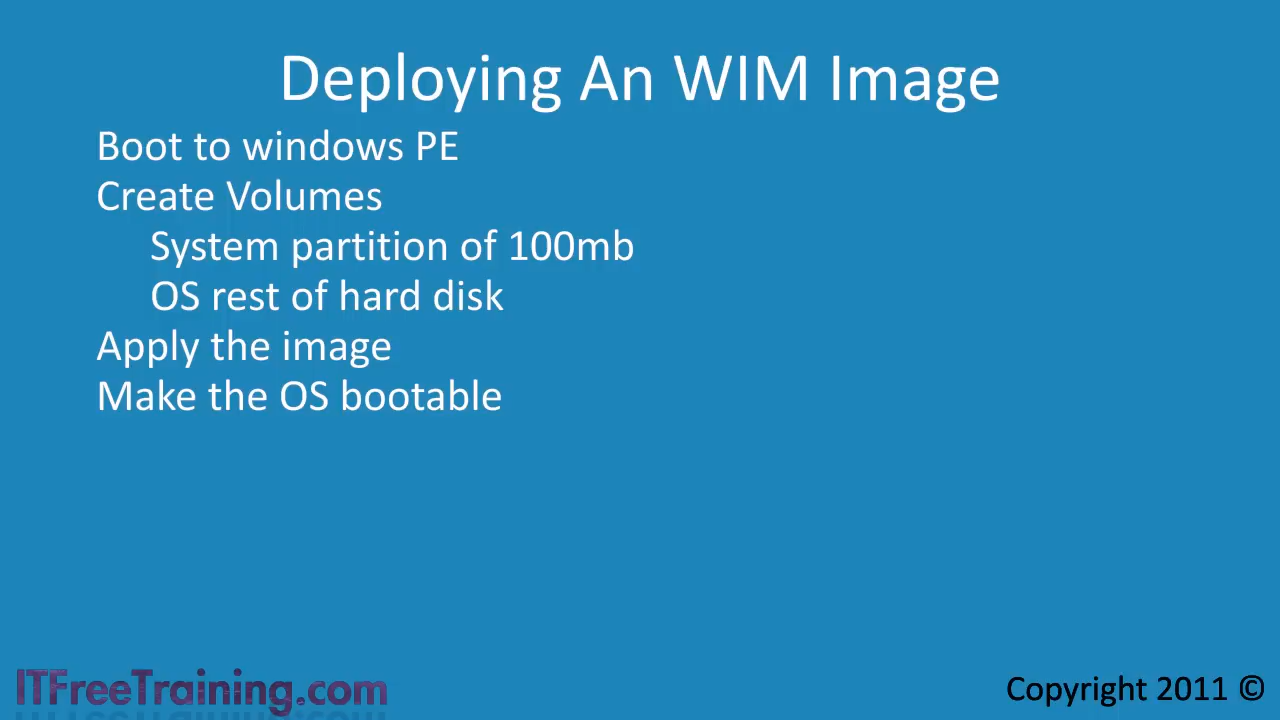 Deploying An WIM Image
Boot to windows PE
Create Volumes
System partition of 100mb
OS rest of hard disk
Apply the image
Make the OS bootable
ITFreeTraining.com
Copyright 2011 ©